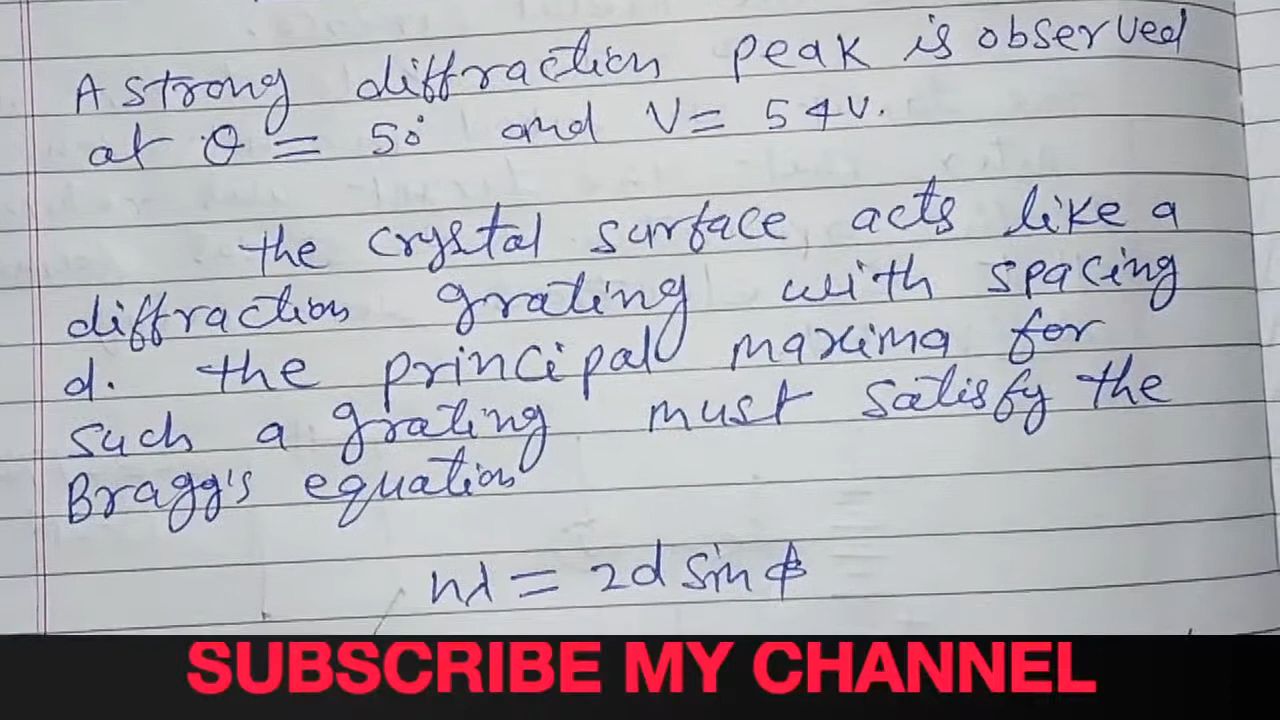 A strong diffraction peak is observed
at θ = 50° and V = 54V.
the crystal surface acts like a
diffraction grating with spacing
d. the principal maxima for
such a grating must satisfy the
Bragg's equation
nλ = 2d sin ϕ
SUBSCRIBE MY CHANNEL